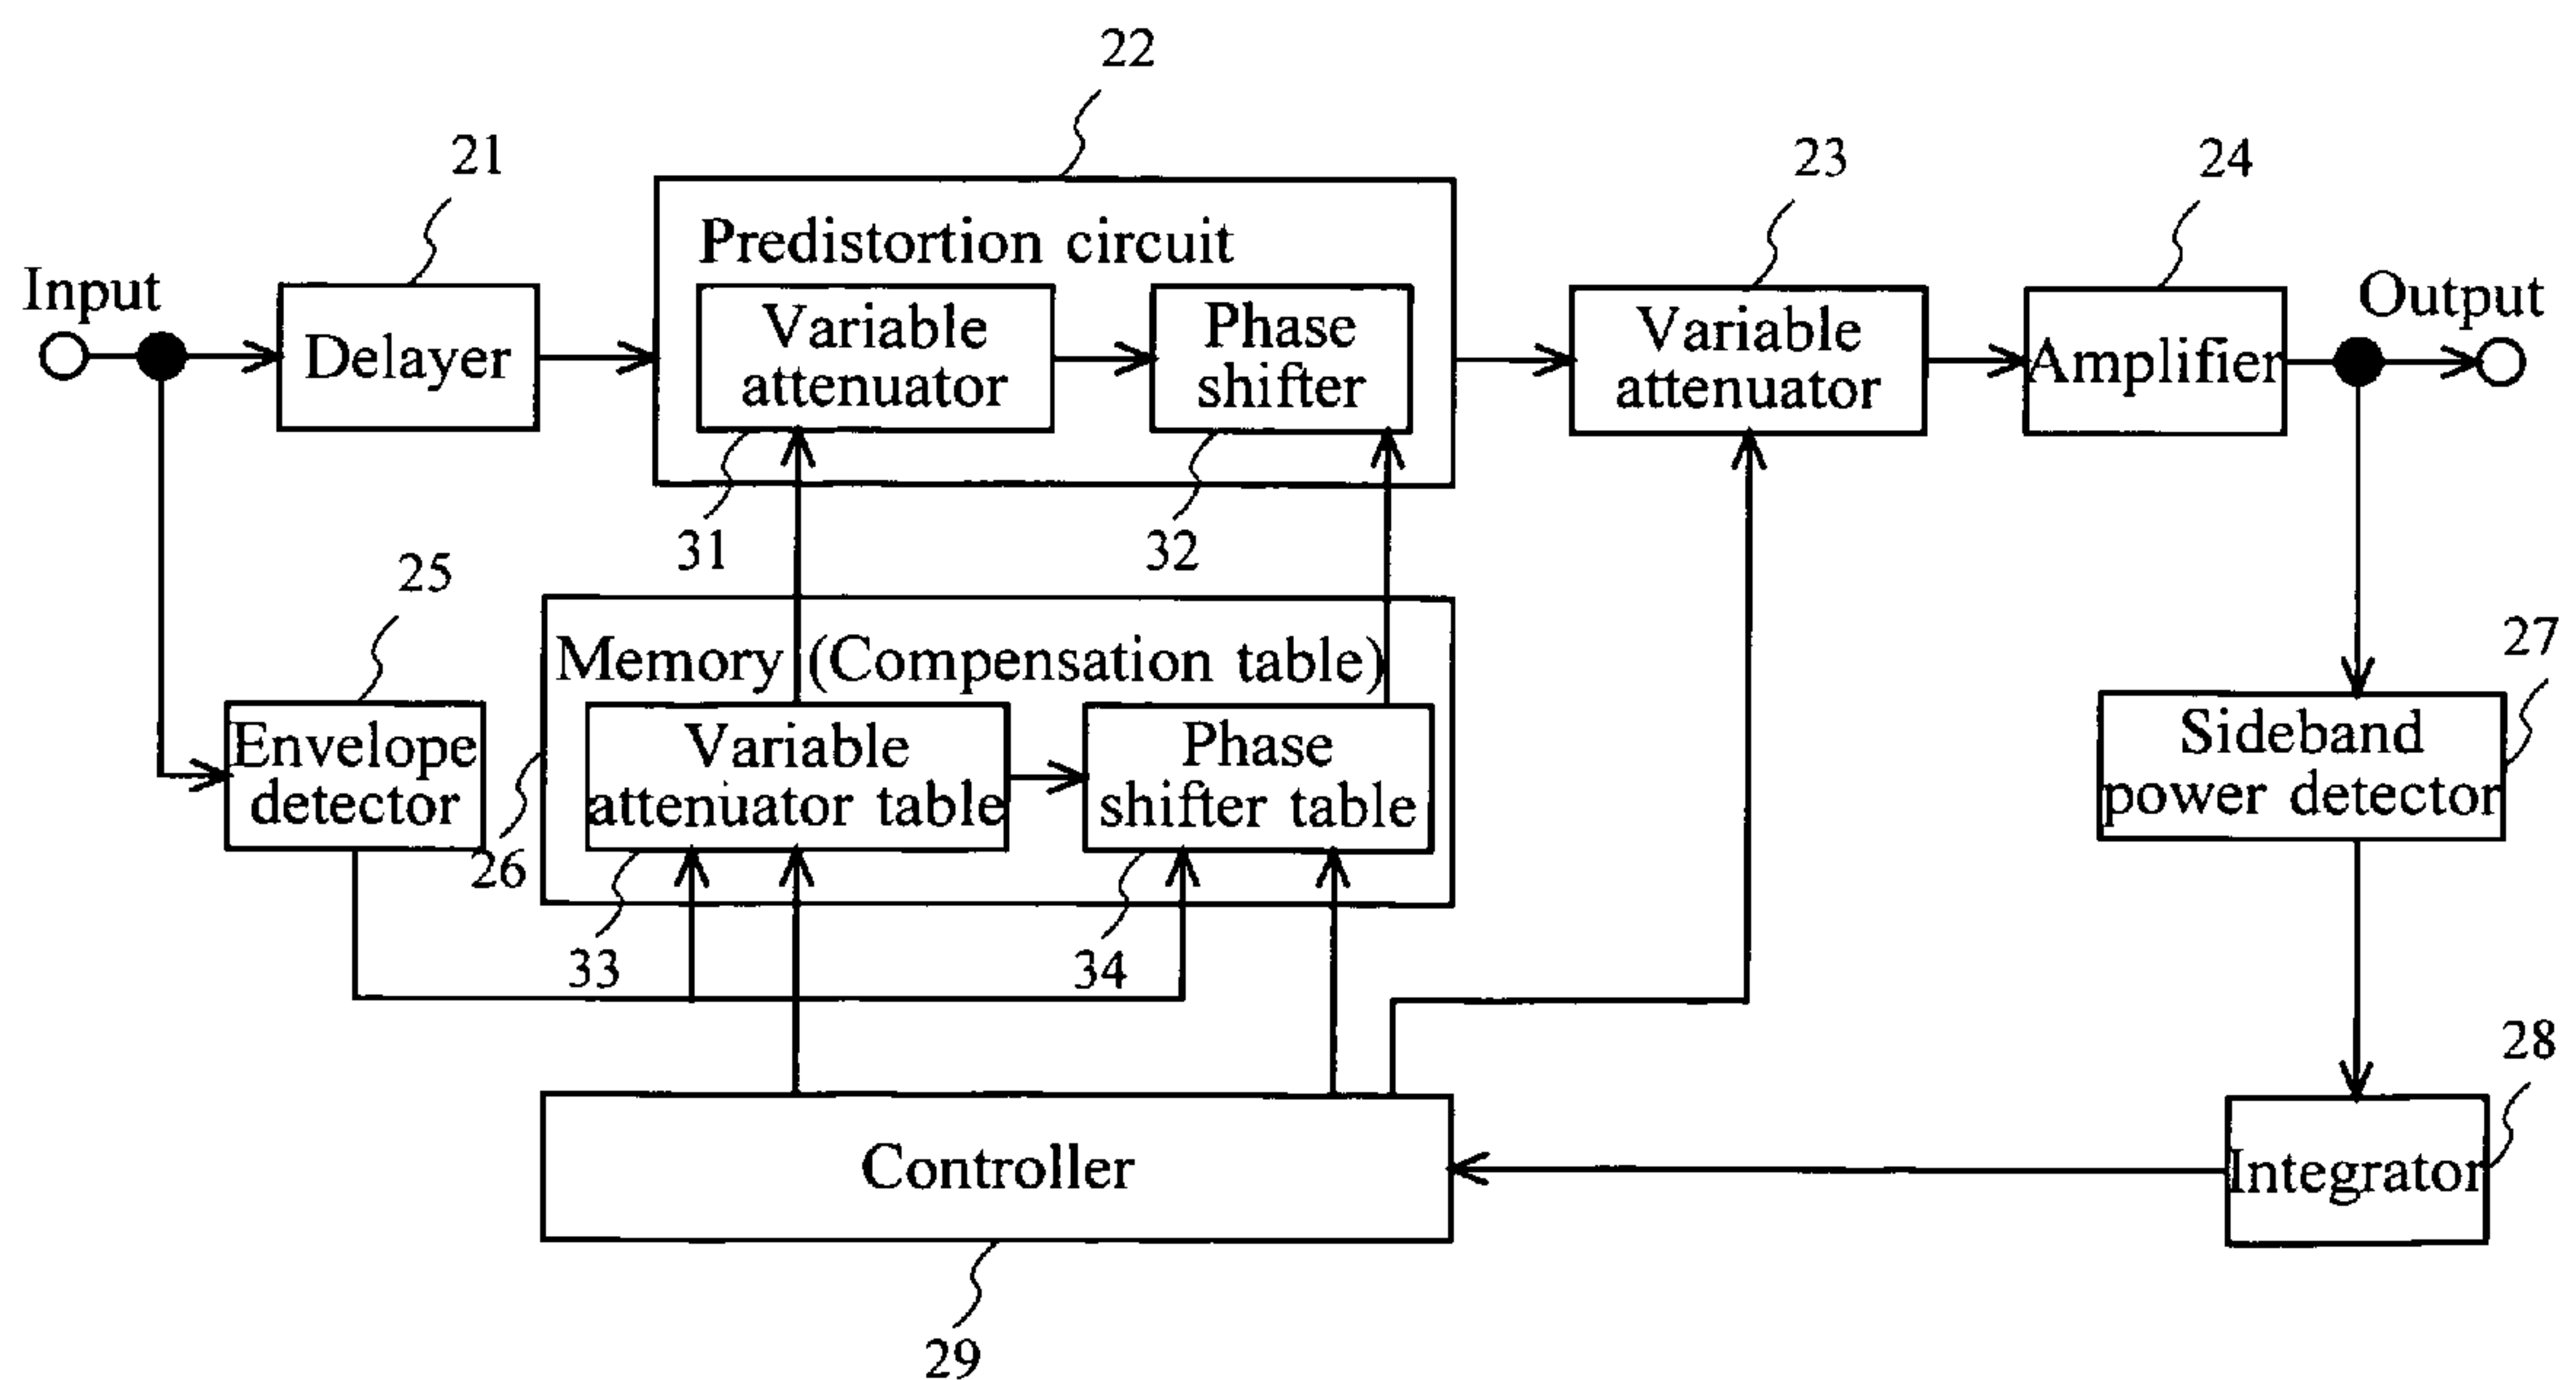 22
21
23
24
Predistortion circuit
Input
Output
Delayer
Variable
attenuator
Phase
shifter
Variable
attenuator
Amplifier
31
32
25
27
Memory (Compensation table)
Envelope
detector
Variable
attenuator table
Phase
shifter table
Sideband
power detector
26
33
34
28
Controller
Integrator
29